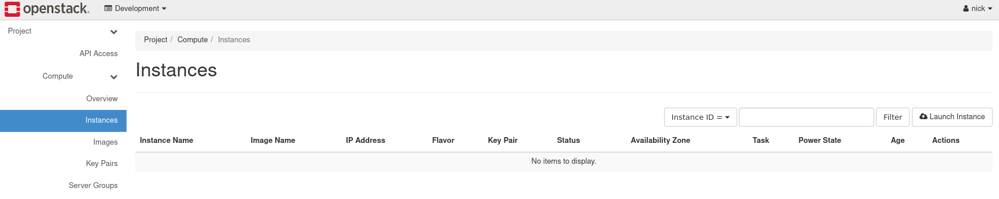 openstack. Development nick
Project
API Access
Compute
Overview
Instances
Images
Key Pairs
Server Groups
Project / Compute / Instances
Instances
Instance ID = Filter Launch Instance
Instance Name Image Name IP Address Flavor Key Pair Status Availability Zone Task Power State Age Actions
No items to display.